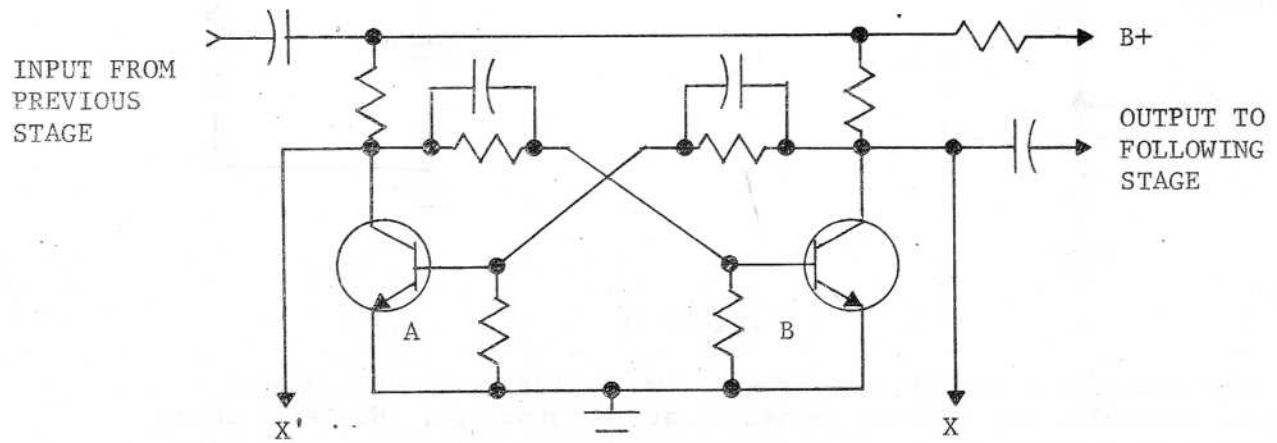 B+
INPUT FROM
PREVIOUS
STAGE
OUTPUT TO
FOLLOWING
STAGE
A
B
X'
X